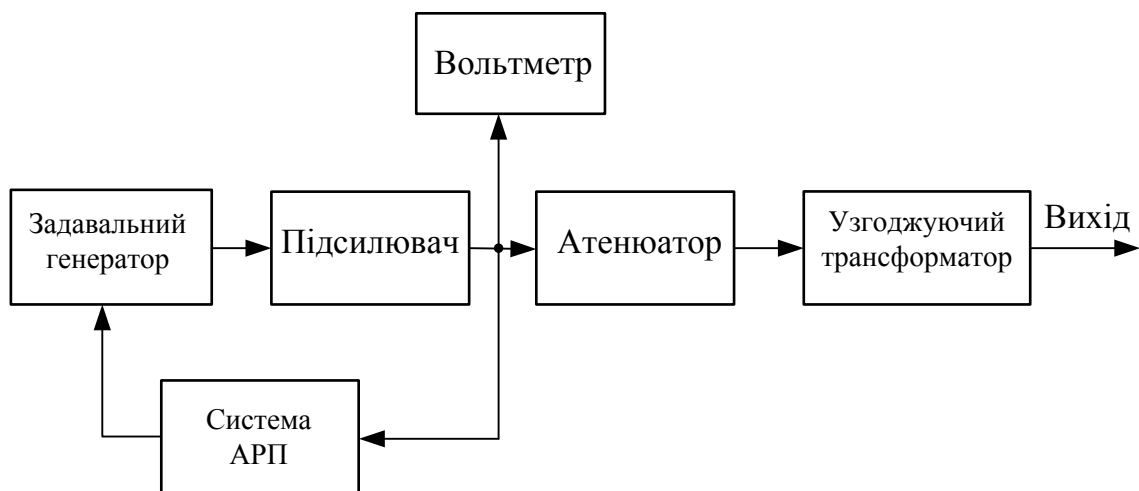 Вольтметр
Задавальний
генератор
Підсилювач
Атенюатор
Узгоджуючий
трансформатор
Вихід
Система
АРП